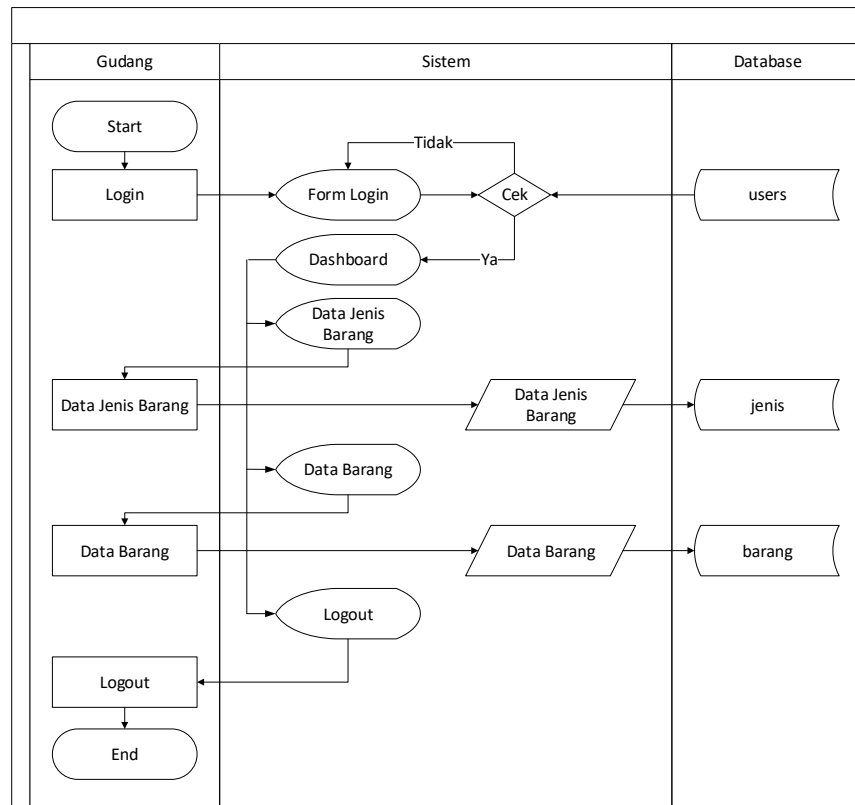 Gudang
Sistem
Database
Start
Tidak
Login
Form Login
Cek
users
Dashboard
Ya
Data Jenis
Barang
Data Jenis Barang
Data Jenis
Barang
jenis
Data Barang
Data Barang
Data Barang
barang
Logout
Logout
End